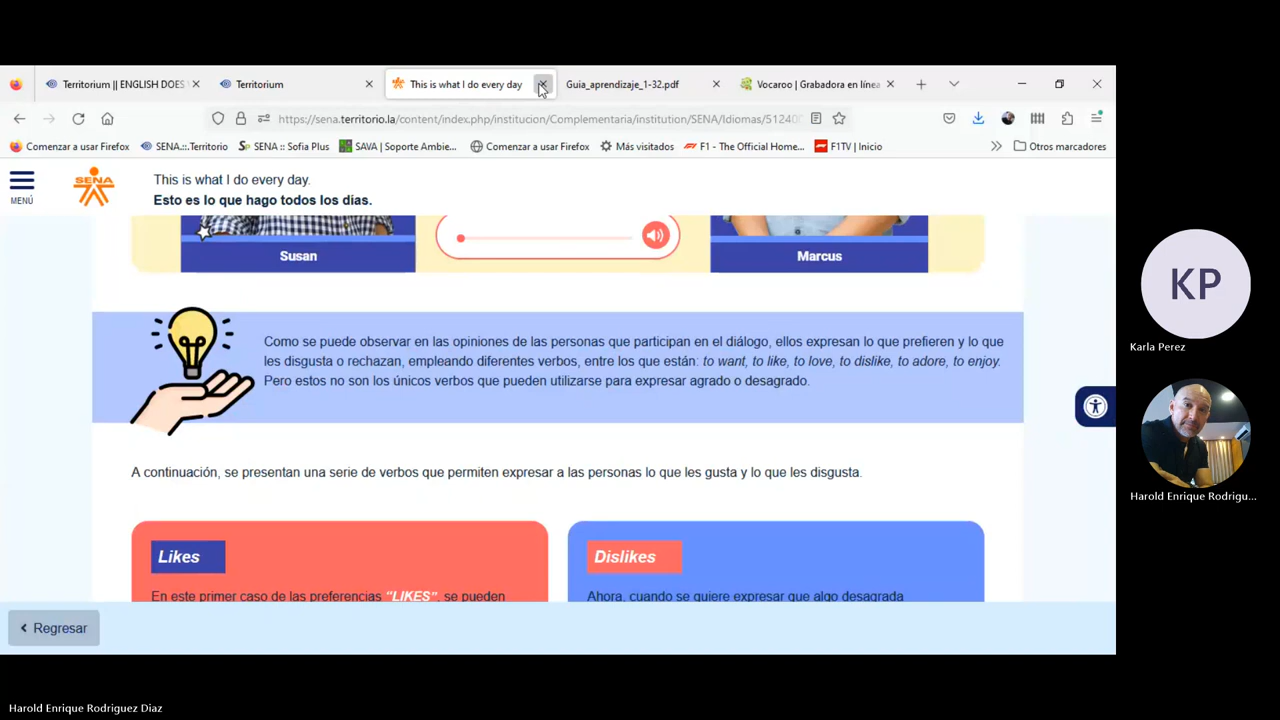 Territorium || ENGLISH DOES
Territorium
This is what I do every day
Guia_aprendizaje_1-32.pdf
Vocaroo | Grabadora en línea
https://sena.territorio.la/content/index.php/institucion/Complementaria/institution/SENA/Idiomas/51240
Comenzar a usar Firefox
SENA.::.Territorio
SENA :: Sofia Plus
SAVA | Soporte Ambie...
Comenzar a usar Firefox
Más visitados
F1 - The Official Home...
F1TV | Inicio
Otros marcadores
MENÚ
SENA
This is what I do every day.
Esto es lo que hago todos los días.
Susan
Marcus
Como se puede observar en las opiniones de las personas que participan en el diálogo, ellos expresan lo que prefieren y lo que
les disgusta o rechazan, empleando diferentes verbos, entre los que están: to want, to like, to love, to dislike, to adore, to enjoy.
Pero estos no son los únicos verbos que pueden utilizarse para expresar agrado o desagrado.
A continuación, se presentan una serie de verbos que permiten expresar a las personas lo que les gusta y lo que les disgusta.
Likes
En este primer caso de las preferencias "LIKES", se pueden
Dislikes
Ahora, cuando se quiere expresar que algo desagrada
Regresar
KP
Karla Perez
Harold Enrique Rodrigu...
Harold Enrique Rodriguez Diaz